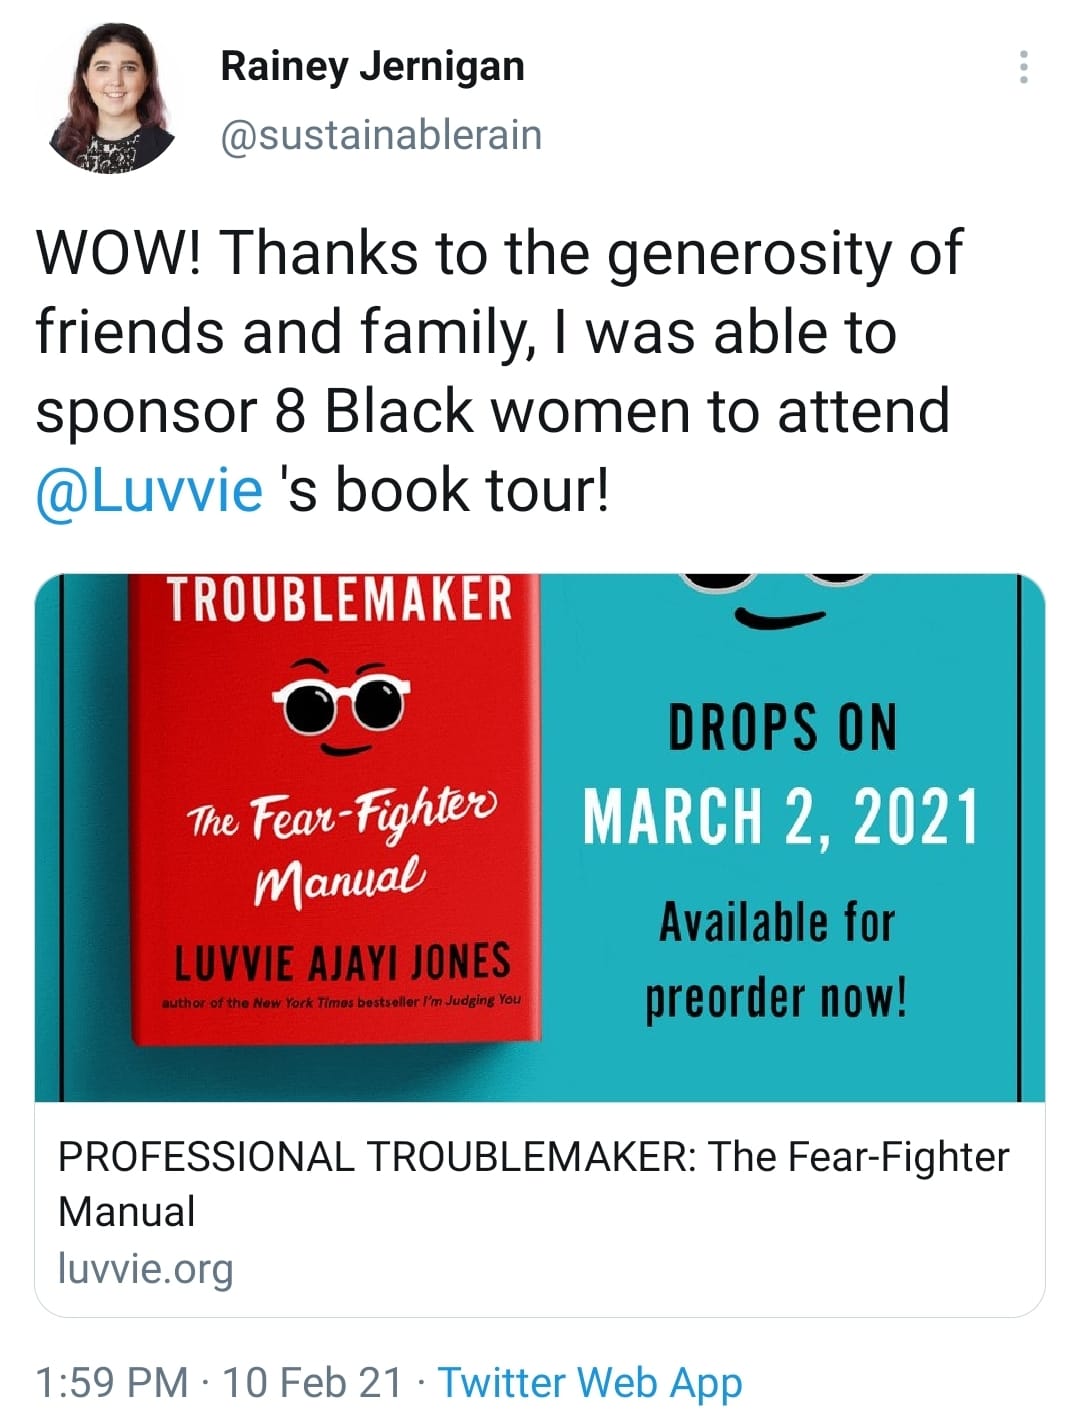 Rainey Jernigan
@sustainablerain
WOW! Thanks to the generosity of
friends and family, I was able to
sponsor 8 Black women to attend
@Luvvie 's book tour!
TROUBLEMAKER
The Fear-Fighter
Manual
LUVVIE AJAYI JONES
author of the New York Times bestseller I'm Judging You
DROPS ON
MARCH 2, 2021
Available for
preorder now!
PROFESSIONAL TROUBLEMAKER: The Fear-Fighter
Manual
luvvie.org
1:59 PM · 10 Feb 21 · Twitter Web App